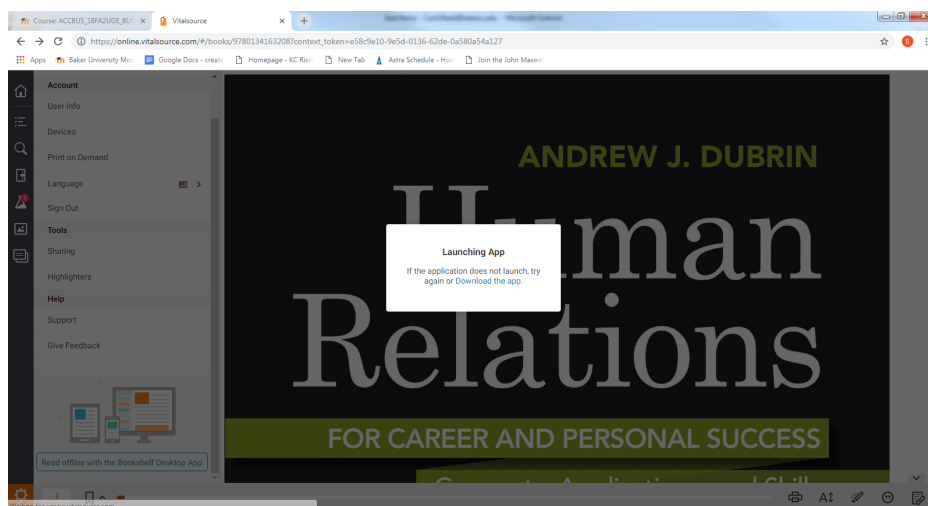 Course: ACCBUS_18FA2UGE_BUS
Vitalsource
https://online.vitalsource.com/#/books/9780134163208?context_token=e58c9e10-9e5d-0136-62de-0a580a54a127
B
Apps
Baker University Moo
Google Docs - create
Homepage - KC Risin
New Tab
Astra Schedule - Hom
Join the John Maxwe
Account
User Info
Devices
Print on Demand
Language
Sign Out
Tools
Sharing
Highlighters
Help
Support
Give Feedback
Read offline with the Bookshelf Desktop App
ANDREW J. DUBRIN
Human
Relations
FOR CAREER AND PERSONAL SUCCESS
Launching App
If the application does not launch, try
again or Download the app.
A